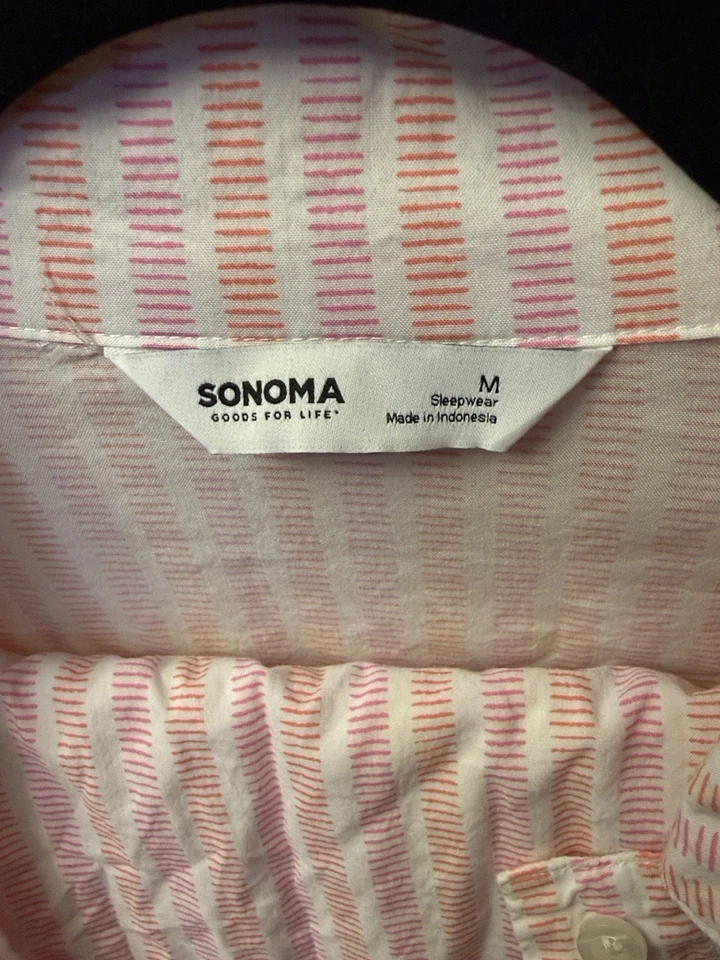 SONOMA
GOODS FOR LIFE
M
Sleepwear
Made in Indonesia